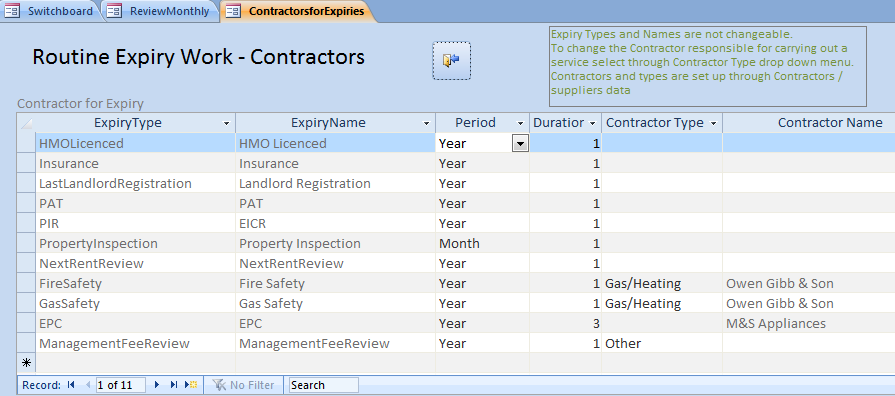 Switchboard ReviewMonthly ContractorsforExpiries
Routine Expiry Work - Contractors
Expiry Types and Names are not changeable.
To change the Contractor responsible for carrying out a
service select through Contractor Type drop down menu.
Contractors and types are set up through Contractors /
suppliers data
Contractor for Expiry
ExpiryType ExpiryName Period Duration Contractor Type Contractor Name
HMOLicenced HMO Licenced Year 1
Insurance Insurance Year 1
LastLandlordRegistration Landlord Registration Year 1
PAT PAT Year 1
PIR EICR Year 1
PropertyInspection Property Inspection Month 1
NextRentReview NextRentReview Year 1
FireSafety Fire Safety Year 1 Gas/Heating Owen Gibb & Son
GasSafety Gas Safety Year 1 Gas/Heating Owen Gibb & Son
EPC EPC Year 3 M&S Appliances
ManagementFeeReview ManagementFeeReview Year 1 Other
Record: 1 of 11 No Filter Search